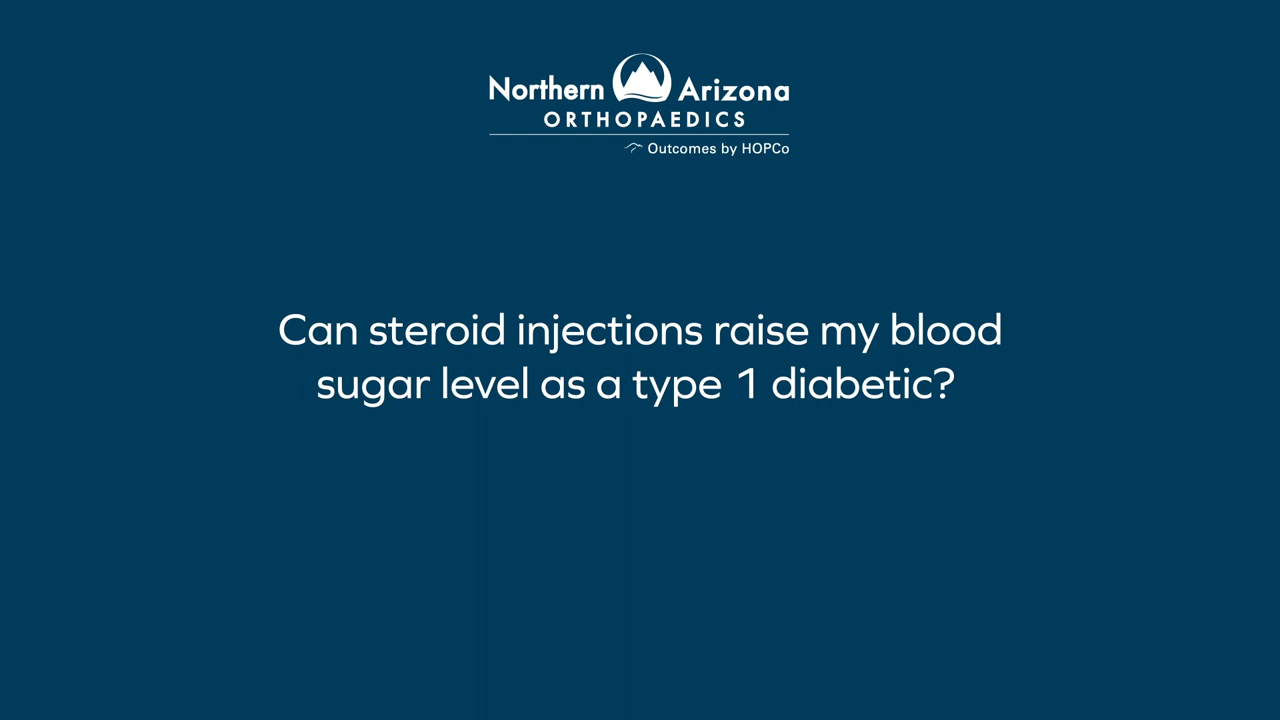 Northern Arizona
ORTHOPAEDICS
Outcomes by HOPCo
Can steroid injections raise my blood
sugar level as a type 1 diabetic?